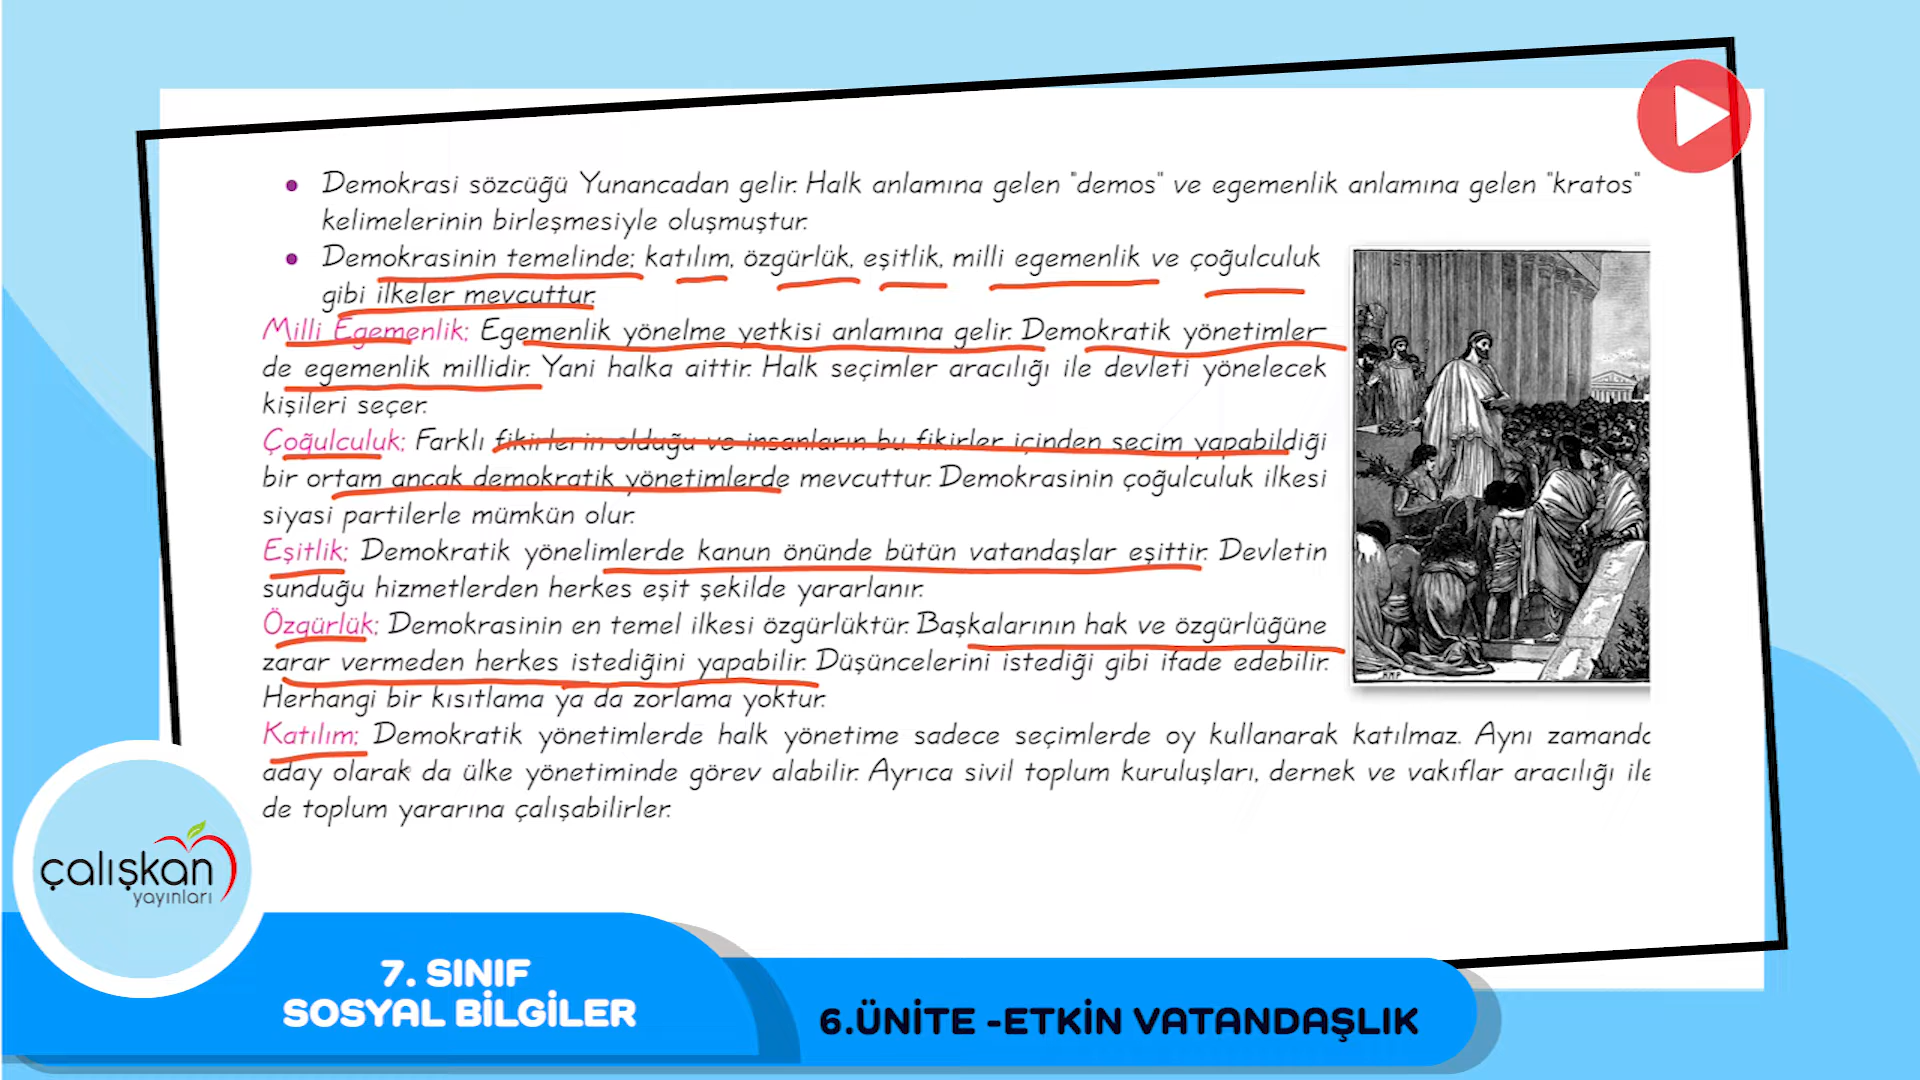 • Demokrasi sözcüğü Yunancadan gelir. Halk anlamına gelen "demos" ve egemenlik anlamına gelen "kratos"
kelimelerinin birleşmesiyle oluşmuştur.
• Demokrasinin temelinde; katılım, özgürlük, eşitlik, milli egemenlik ve çoğulculuk
gibi ilkeler mevcuttur.
Milli Egemenlik; Egemenlik yönelme yetkisi anlamına gelir. Demokratik yönetimler-
de egemenlik millidir. Yani halka aittir. Halk seçimler aracılığı ile devleti yönelecek
kişileri seçer.
Çoğulculuk; Farklı fikirlerin olduğu ve insanların bu fikirler içinden seçim yapabildiği
bir ortam ancak demokratik yönetimlerde mevcuttur. Demokrasinin çoğulculuk ilkesi
siyasi partilerle mümkün olur.
Eşitlik; Demokratik yönelimlerde kanun önünde bütün vatandaşlar eşittir. Devletin
sunduğu hizmetlerden herkes eşit şekilde yararlanır.
Özgürlük; Demokrasinin en temel ilkesi özgürlüktür. Başkalarının hak ve özgürlüğüne
zarar vermeden herkes istediğini yapabilir. Düşüncelerini istediği gibi ifade edebilir.
Herhangi bir kısıtlama ya da zorlama yoktur.
Katılım; Demokratik yönetimlerde halk yönetime sadece seçimlerde oy kullanarak katılmaz. Aynı zamanda
aday olarak da ülke yönetiminde görev alabilir. Ayrıca sivil toplum kuruluşları, dernek ve vakıflar aracılığı ile
de toplum yararına çalışabilirler.
çalışkan
yayınları
7. SINIF
SOSYAL BİLGİLER
6.ÜNİTE -ETKİN VATANDAŞLIK